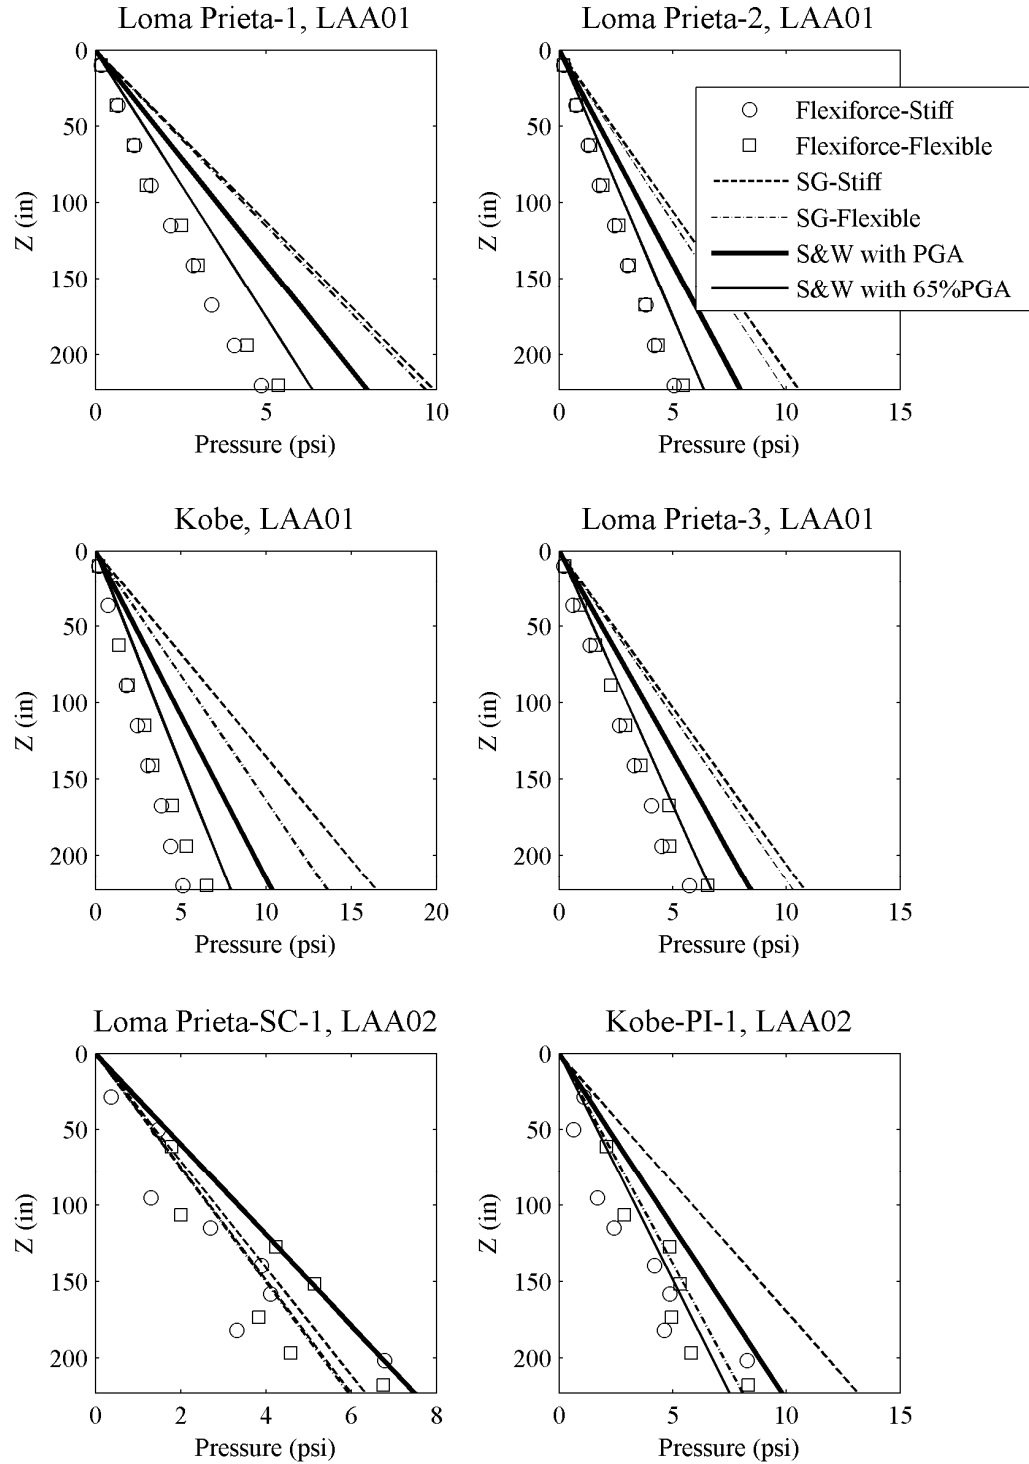 Loma Prieta-1, LAA01
0
50
100
150
200
Z (in)
0 5 10
Pressure (psi)
Loma Prieta-2, LAA01
0
50
100
150
200
Z (in)
0 5 10 15
Pressure (psi)
Flexiforce-Stiff
Flexiforce-Flexible
SG-Stiff
SG-Flexible
S&W with PGA
S&W with 65%PGA
Kobe, LAA01
0
50
100
150
200
Z (in)
0 5 10 15 20
Pressure (psi)
Loma Prieta-3, LAA01
0
50
100
150
200
Z (in)
0 5 10 15
Pressure (psi)
Loma Prieta-SC-1, LAA02
0
50
100
150
200
Z (in)
0 2 4 6 8
Pressure (psi)
Kobe-PI-1, LAA02
0
50
100
150
200
Z (in)
0 5 10 15
Pressure (psi)